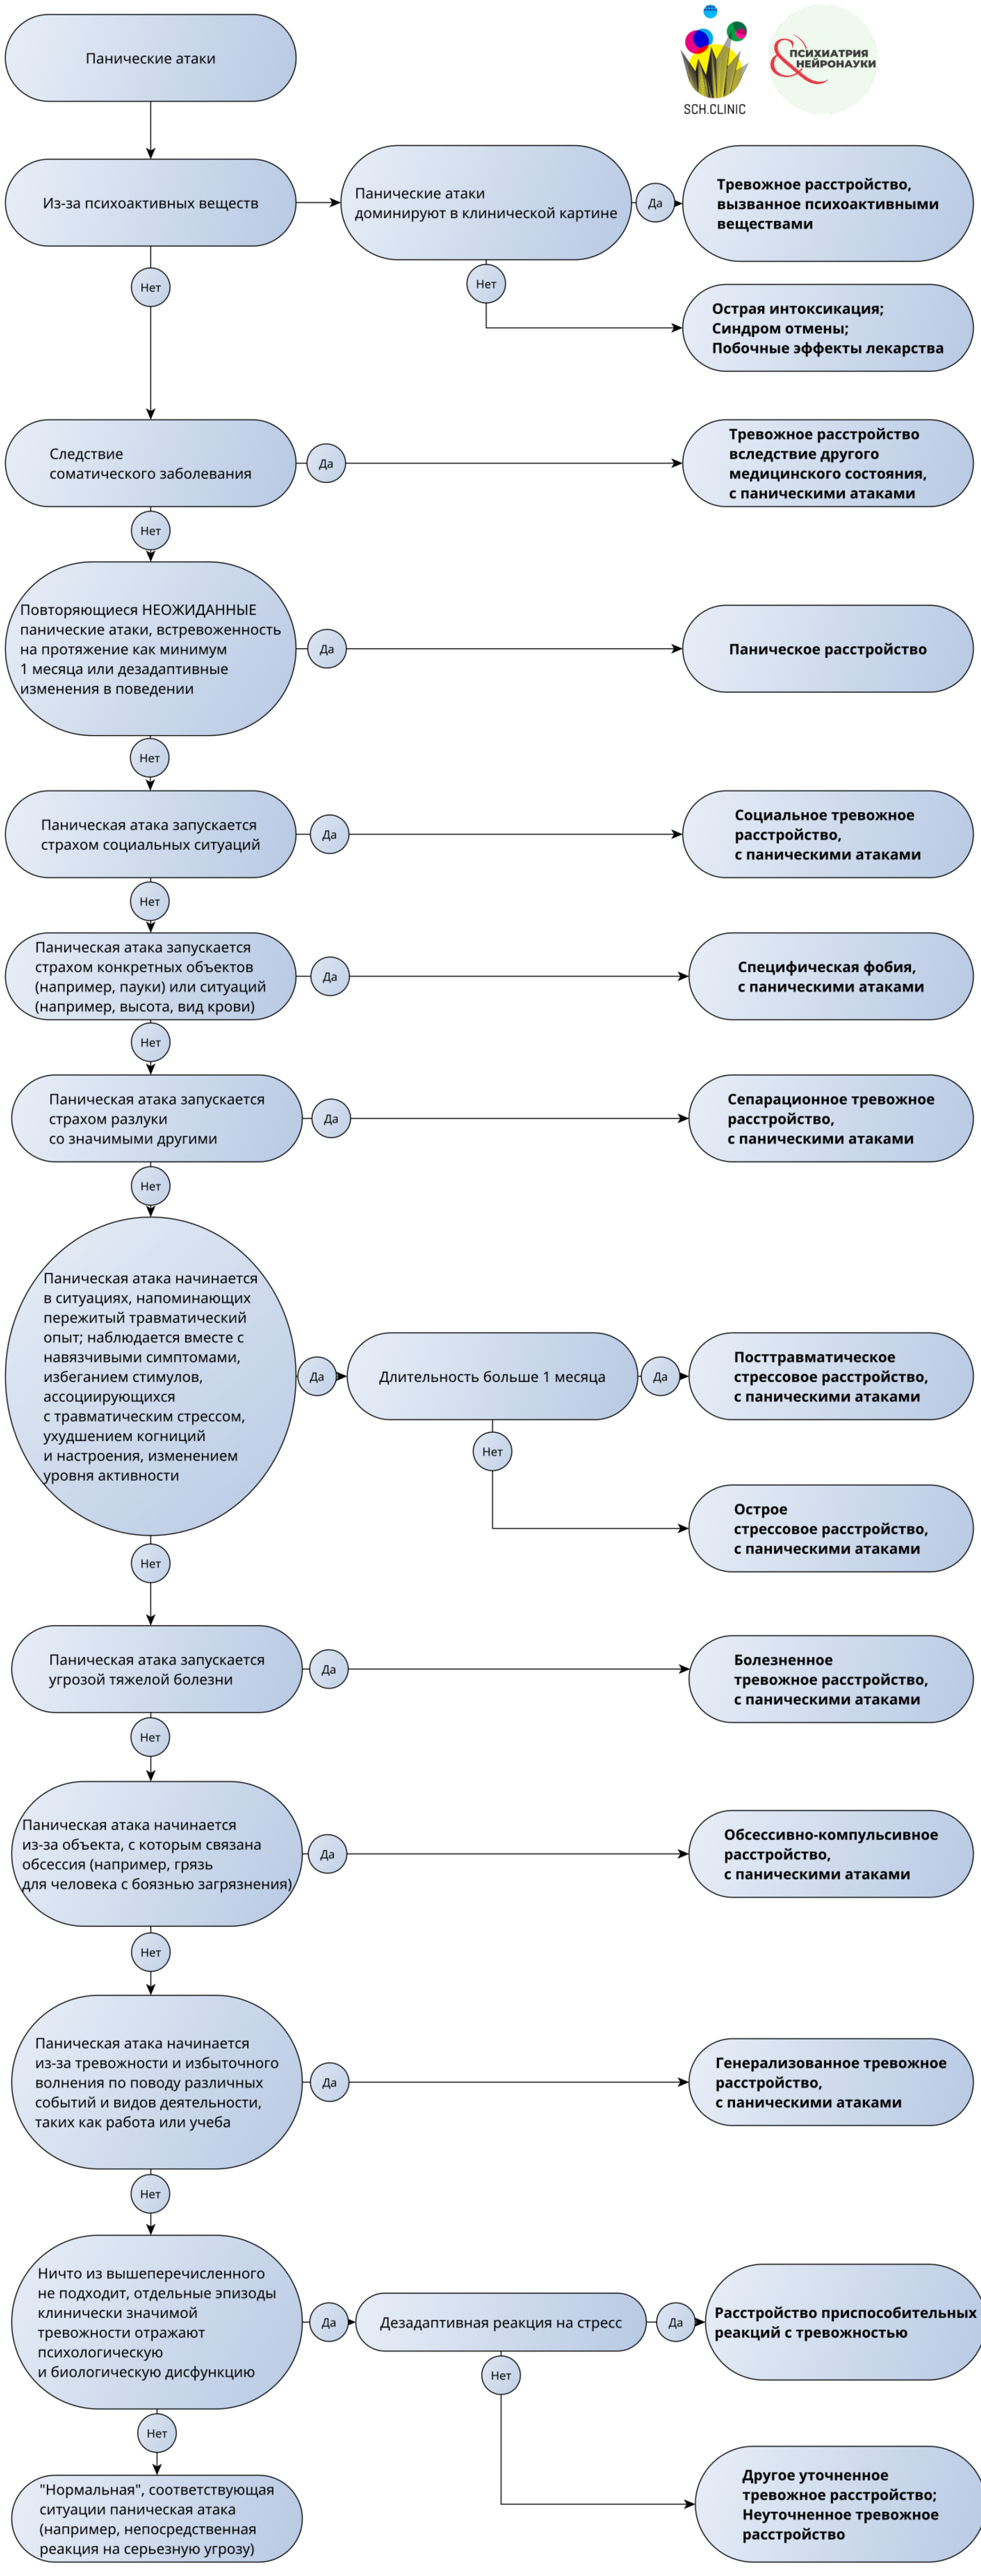 Панические атаки
ПСИХИАТРИЯ
&
НЕЙРОНАУКИ
SCH.CLINIC
Из-за психоактивных веществ
Панические атаки
доминируют в клинической картине
Да
Тревожное расстройство,
вызванное психоактивными
веществами
Нет
Нет
Острая интоксикация;
Синдром отмены;
Побочные эффекты лекарства
Следствие
соматического заболевания
Да
Тревожное расстройство
вследствие другого
медицинского состояния,
с паническими атаками
Нет
Повторяющиеся НЕОЖИДАННЫЕ
панические атаки, встревоженность
на протяжение как минимум
1 месяца или дезадаптивные
изменения в поведении
Да
Паническое расстройство
Нет
Паническая атака запускается
страхом социальных ситуаций
Да
Социальное тревожное
расстройство,
с паническими атаками
Нет
Паническая атака запускается
страхом конкретных объектов
(например, пауки) или ситуаций
(например, высота, вид крови)
Да
Специфическая фобия,
с паническими атаками
Нет
Паническая атака запускается
страхом разлуки
со значимыми другими
Да
Сепарационное тревожное
расстройство,
с паническими атаками
Нет
Паническая атака начинается
в ситуациях, напоминающих
пережитый травматический
опыт; наблюдается вместе с
навязчивыми симптомами,
избеганием стимулов,
ассоциирующихся
с травматическим стрессом,
ухудшением когниций
и настроения, изменением
уровня активности
Да
Длительность больше 1 месяца
Да
Посттравматическое
стрессовое расстройство,
с паническими атаками
Нет
Острое
стрессовое расстройство,
с паническими атаками
Нет
Паническая атака запускается
угрозой тяжелой болезни
Да
Болезненное
тревожное расстройство,
с паническими атаками
Нет
Паническая атака начинается
из-за объекта, с которым связана
обсессия (например, грязь
для человека с боязнью загрязнения)
Да
Обсессивно-компульсивное
расстройство,
с паническими атаками
Нет
Паническая атака начинается
из-за тревожности и избыточного
волнения по поводу различных
событий и видов деятельности,
таких как работа или учеба
Да
Генерализованное тревожное
расстройство,
с паническими атаками
Нет
Ничто из вышеперечисленного
не подходит, отдельные эпизоды
клинически значимой
тревожности отражают
психологическую
и биологическую дисфункцию
Да
Дезадаптивная реакция на стресс
Да
Расстройство приспособительных
реакций с тревожностью
Нет
Нет
"Нормальная", соответствующая
ситуации паническая атака
(например, непосредственная
реакция на серьезную угрозу)
Другое уточненное
тревожное расстройство;
Неуточненное тревожное
расстройство